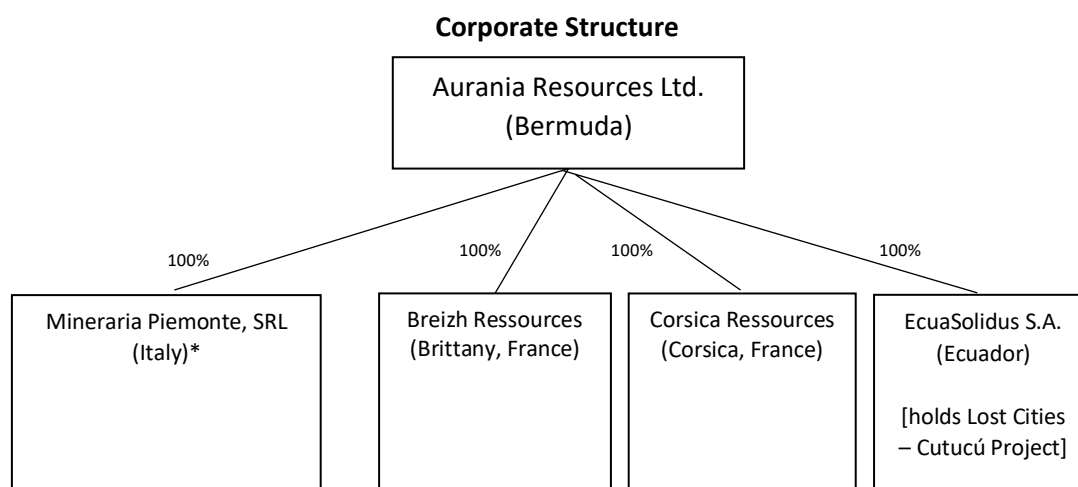 Corporate Structure
Aurania Resources Ltd.
(Bermuda)
100%
100%
100%
100%
Mineraria Piemonte, SRL
(Italy)*
Breizh Ressources
(Brittany, France)
Corsica Ressources
(Corsica, France)
EcuaSolidus S.A.
(Ecuador)
[holds Lost Cities
– Cutucú Project]